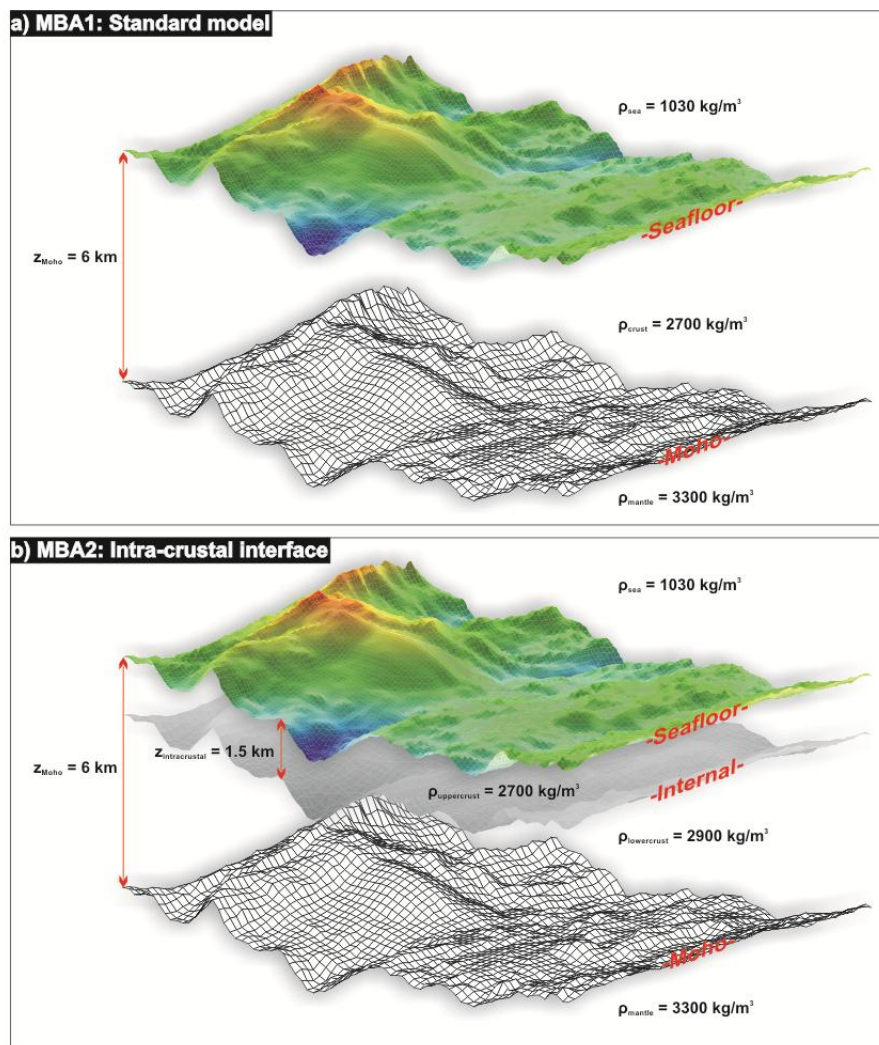 a) MBA1: Standard model
ρsea = 1030 kg/m³
-Seafloor-
zMoho = 6 km
ρcrust = 2700 kg/m³
-Moho-
ρmantle = 3300 kg/m³
b) MBA2: Intra-crustal interface
ρsea = 1030 kg/m³
-Seafloor-
zintracrustal = 1.5 km
zMoho = 6 km
-Internal-
ρuppercrust = 2700 kg/m³
ρlowercrust = 2900 kg/m³
-Moho-
ρmantle = 3300 kg/m³